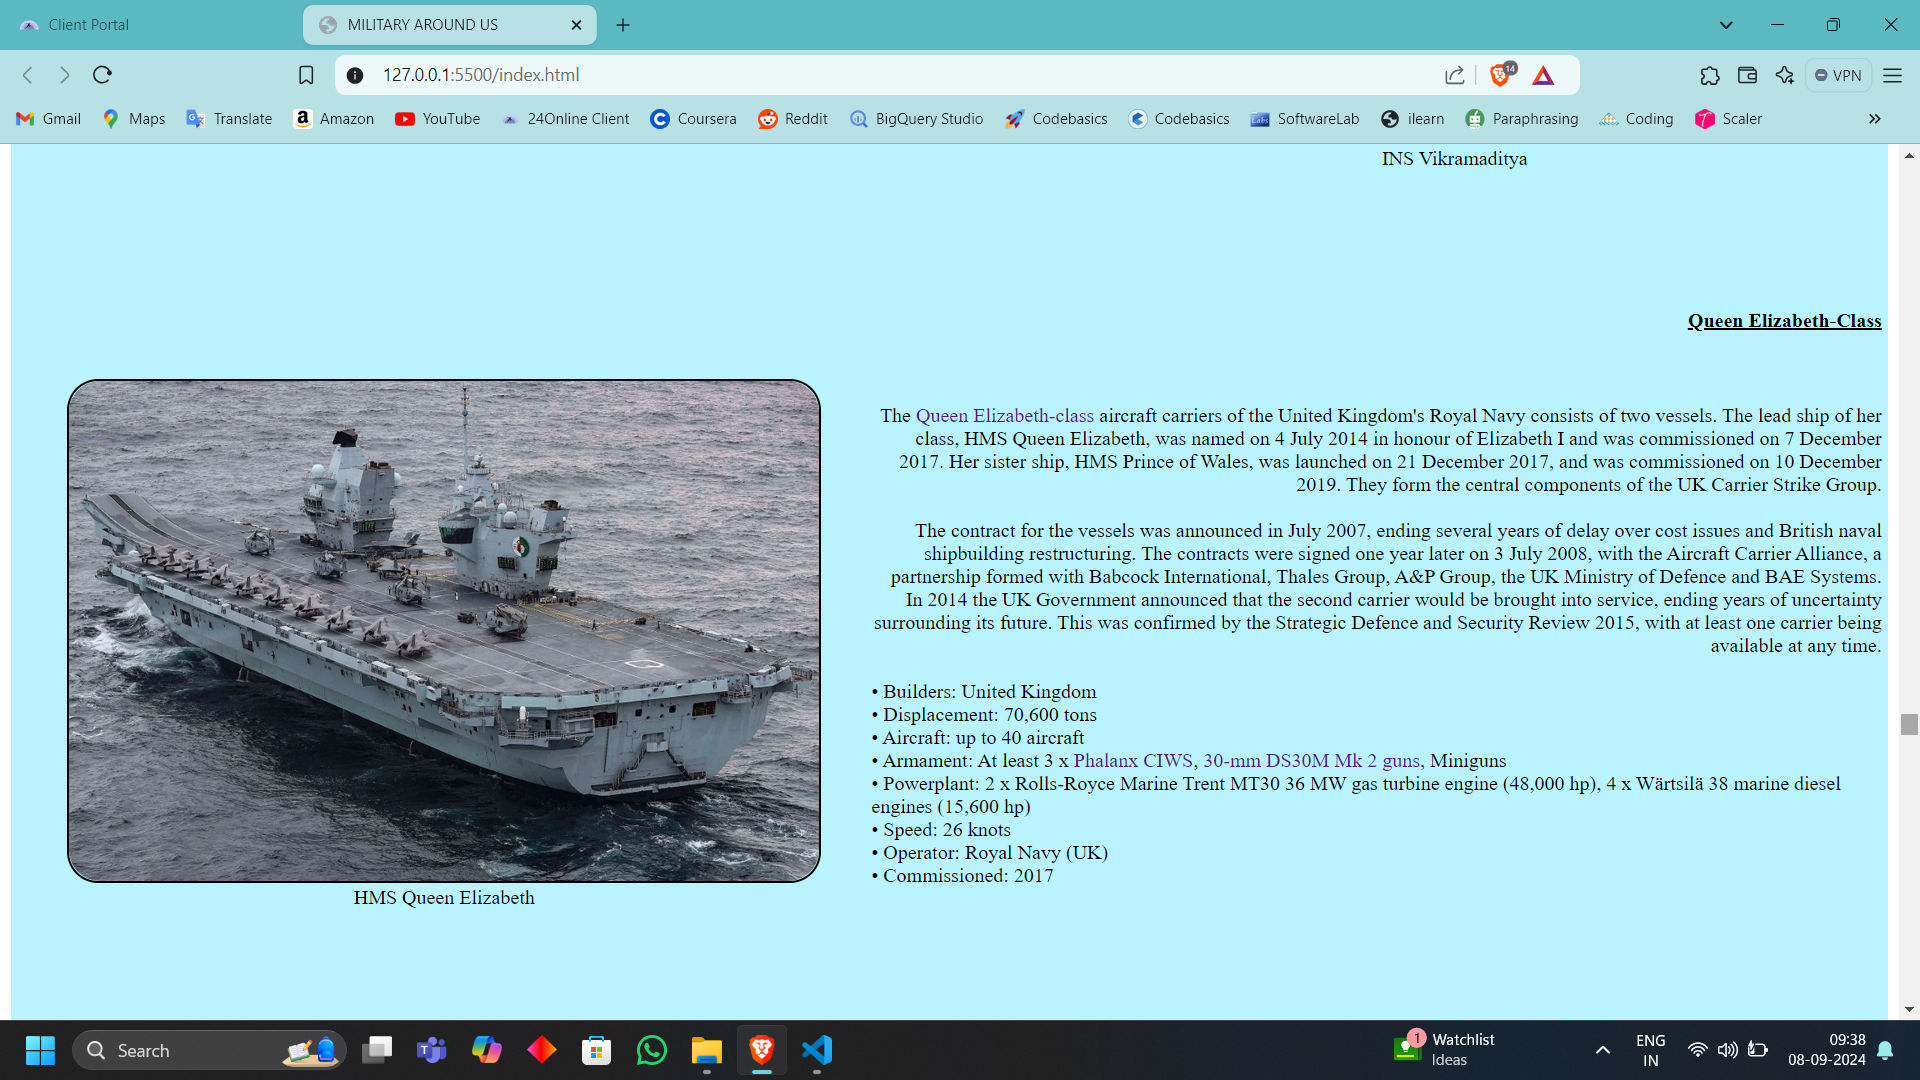 Client Portal
MILITARY AROUND US
127.0.0.1:5500/index.html
14
VPN
Gmail
Maps
Translate
Amazon
YouTube
24Online Client
Coursera
Reddit
BigQuery Studio
Codebasics
Codebasics
SoftwareLab
ilearn
Paraphrasing
Coding
Scaler
INS Vikramaditya
Queen Elizabeth-Class
The Queen Elizabeth-class aircraft carriers of the United Kingdom's Royal Navy consists of two vessels. The lead ship of her
class, HMS Queen Elizabeth, was named on 4 July 2014 in honour of Elizabeth I and was commissioned on 7 December
2017. Her sister ship, HMS Prince of Wales, was launched on 21 December 2017, and was commissioned on 10 December
2019. They form the central components of the UK Carrier Strike Group.
The contract for the vessels was announced in July 2007, ending several years of delay over cost issues and British naval
shipbuilding restructuring. The contracts were signed one year later on 3 July 2008, with the Aircraft Carrier Alliance, a
partnership formed with Babcock International, Thales Group, A&P Group, the UK Ministry of Defence and BAE Systems.
In 2014 the UK Government announced that the second carrier would be brought into service, ending years of uncertainty
surrounding its future. This was confirmed by the Strategic Defence and Security Review 2015, with at least one carrier being
available at any time.
• Builders: United Kingdom
• Displacement: 70,600 tons
• Aircraft: up to 40 aircraft
• Armament: At least 3 x Phalanx CIWS, 30-mm DS30M Mk 2 guns, Miniguns
• Powerplant: 2 x Rolls-Royce Marine Trent MT30 36 MW gas turbine engine (48,000 hp), 4 x Wärtsilä 38 marine diesel
engines (15,600 hp)
• Speed: 26 knots
• Operator: Royal Navy (UK)
• Commissioned: 2017
HMS Queen Elizabeth
Search
1
Watchlist
Ideas
ENG
IN
09:38
08-09-2024